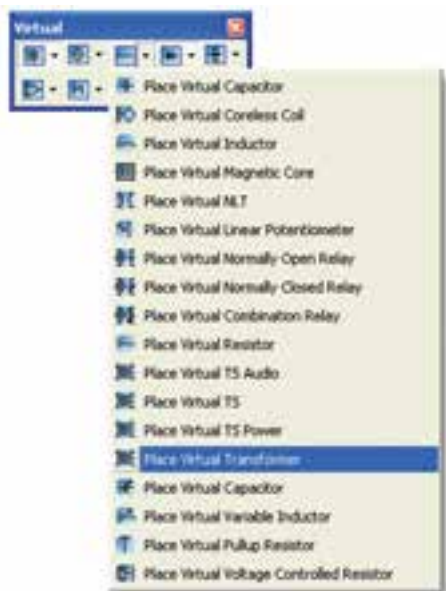 Virtual
Place Virtual Capacitor
Place Virtual Coreless Coil
Place Virtual Inductor
Place Virtual Magnetic Core
Place Virtual NLT
Place Virtual Linear Potentiometer
Place Virtual Normally Open Relay
Place Virtual Normally Closed Relay
Place Virtual Combination Relay
Place Virtual Resistor
Place Virtual TS Audio
Place Virtual TS
Place Virtual TS Power
Place Virtual Transformer
Place Virtual Capacitor
Place Virtual Variable Inductor
Place Virtual Pullup Resistor
Place Virtual Voltage Controlled Resistor